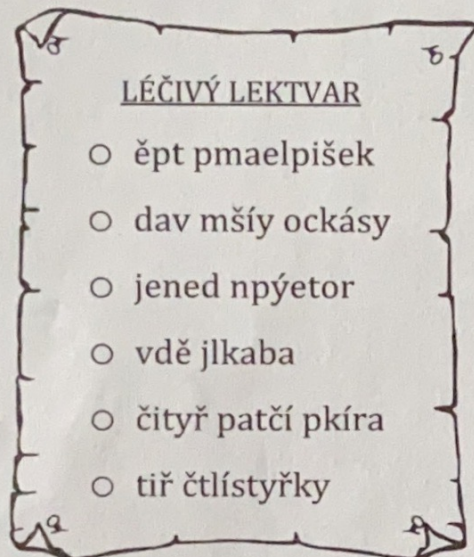 LÉČIVÝ LEKTVAR
ěpt pmaelpišek
dav mšíy ockásy
jened npýetor
vdě jlkaba
čityř patčí pkíra
tiř čtlístyřky